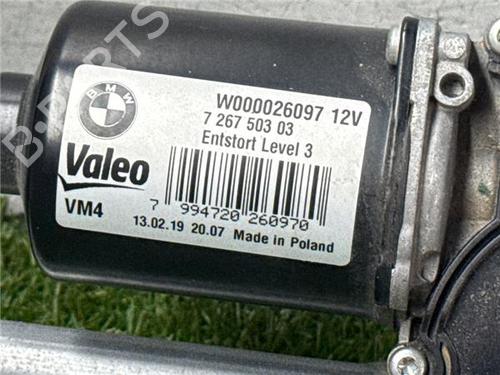 B-PARTS
BMW
W000026097 12V
7 267 503 03
Entstort Level 3
Valeo
VM4
7 994720 260970
13.02.19 20.07 Made in Poland